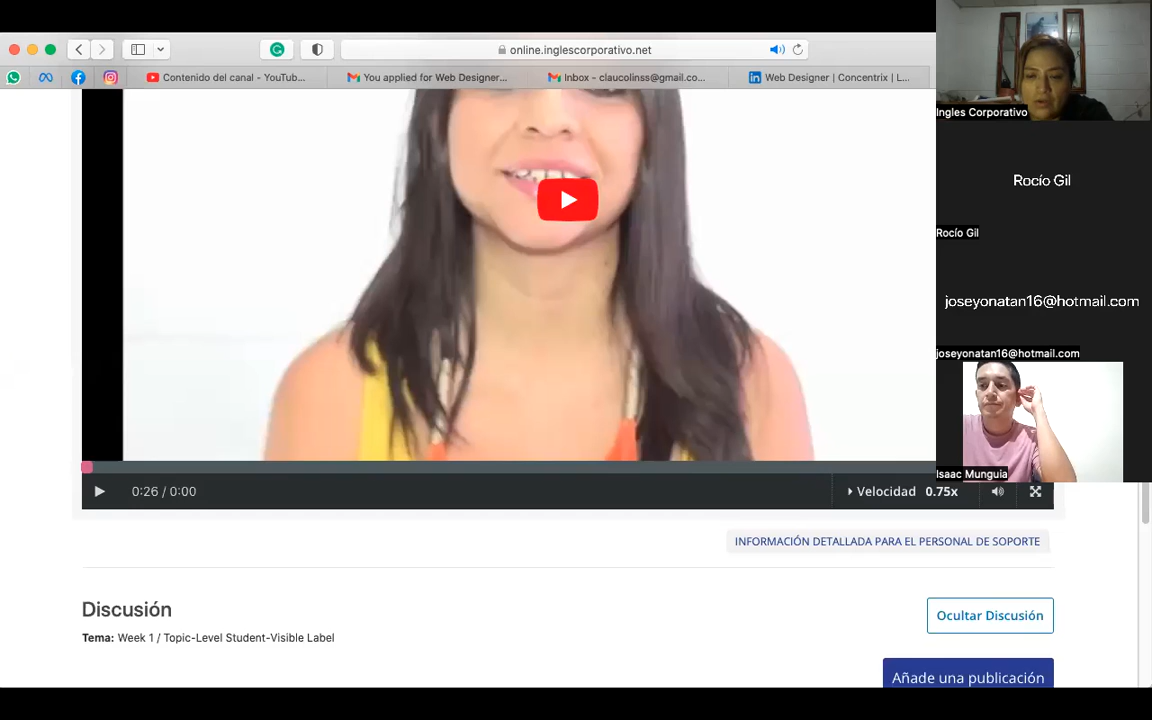 online.inglescorporativo.net
Contenido del canal - YouTub...
You applied for Web Designer...
Inbox - claucolinss@gmail.co...
Web Designer | Concentrix | L...
Ingles Corporativo
Rocío Gil
Rocío Gil
joseyonatan16@hotmail.com
joseyonatan16@hotmail.com
Isaac Munguia
0:26 / 0:00
Velocidad 0.75x
INFORMACIÓN DETALLADA PARA EL PERSONAL DE SOPORTE
Discusión
Ocultar Discusión
Tema: Week 1 / Topic-Level Student-Visible Label
Añade una publicación